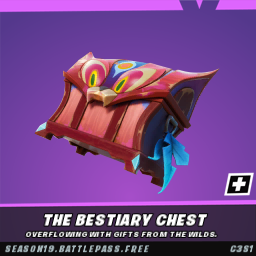 THE BESTIARY CHEST
OVERFLOWING WITH GIFTS FROM THE WILDS.
SEASON19.BATTLEPASS.FREE C3S1